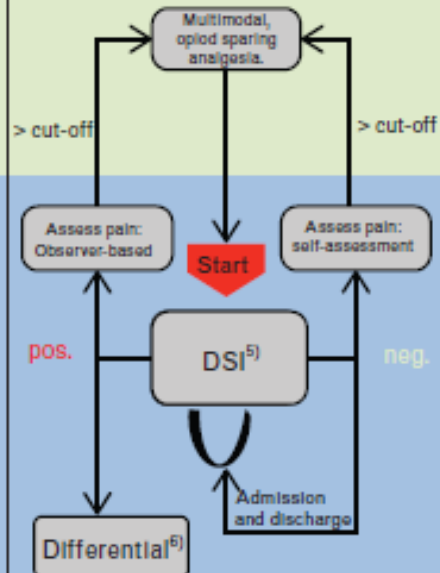 Multimodal,
opiod sparing
analgesia.
> cut-off
> cut-off
Assess pain:
Observer-based
Assess pain:
self-assessment
Start
pos.
DSI⁵⁾
neg.
Admission
and discharge
Differential⁶⁾